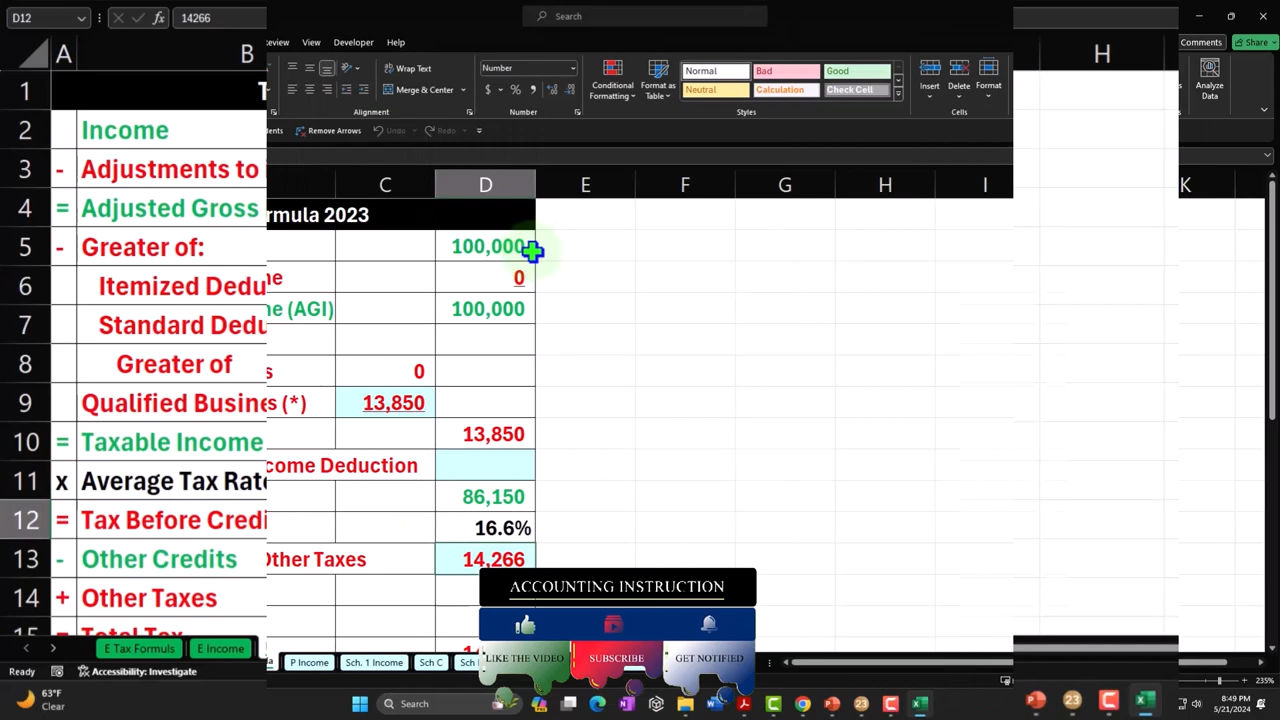 D12 14266 Search
View Developer Help
Comments Share
Wrap Text
Merge & Center
Alignment
Number
Number
Conditional Formatting
Format as Table
Normal Bad Good
Neutral Calculation Check Cell
Styles
Insert Delete Format
Cells
Analyze Data
Remove Arrows Undo Redo
A B C D E F G H I H K
1
2 Income
3 - Adjustments to
4 = Adjusted Gross
5 - Greater of:
6 Itemized Dedu
7 Standard Dedu
8 Greater of
9 Qualified Busine
10 = Taxable Income
11 x Average Tax Rat
12 = Tax Before Credi
13 - Other Credits
14 + Other Taxes
15 = Total Tax
rmula 2023
100,000
0
e (AGI) 100,000
0
s (*) 13,850
13,850
come Deduction
86,150
16.6%
Other Taxes 14,266
ACCOUNTING INSTRUCTION
LIKE THE VIDEO SUBSCRIBE GET NOTIFIED
E Tax Formuls E Income P Income Sch. 1 Income Sch C Sch
Ready Accessibility: Investigate 235%
63°F
Clear
Search
23 23
8:49 PM
5/21/2024